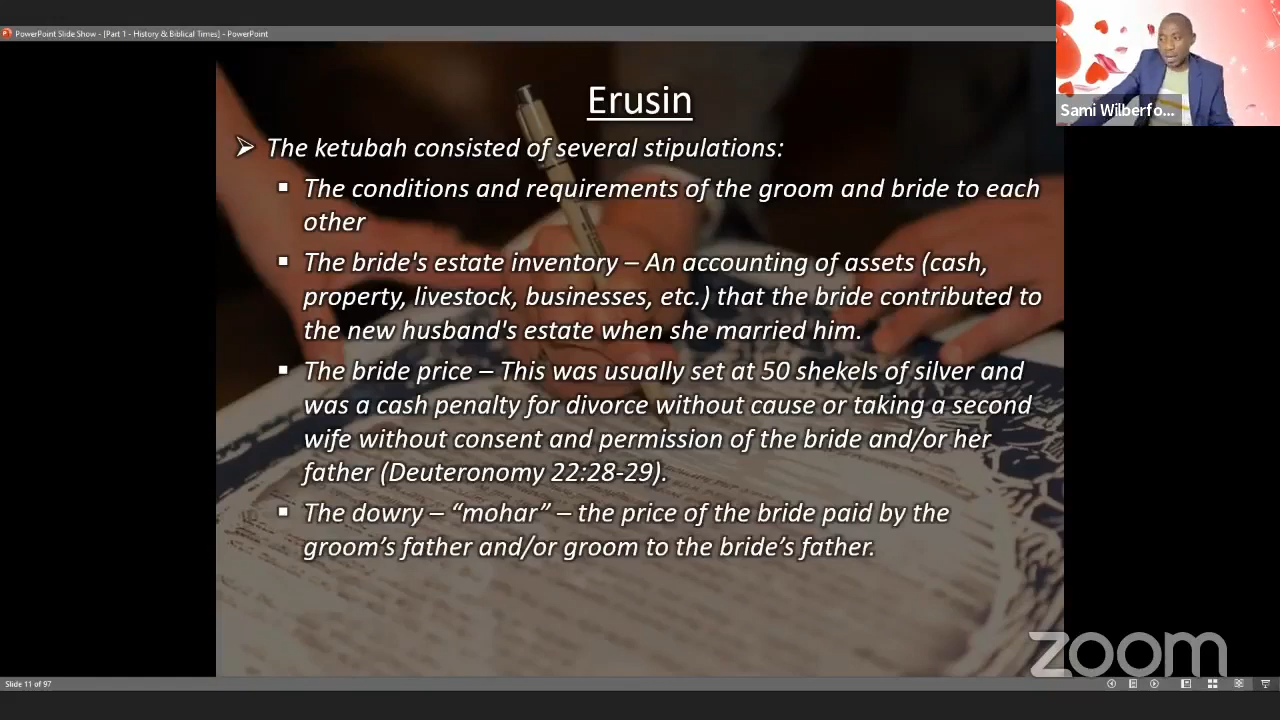 PowerPoint Slide Show - [Part 1 - History & Biblical Times] - PowerPoint
Sami Wilberfo...
Erusin
➢ The ketubah consisted of several stipulations:
▪ The conditions and requirements of the groom and bride to each
other
▪ The bride's estate inventory – An accounting of assets (cash,
property, livestock, businesses, etc.) that the bride contributed to
the new husband's estate when she married him.
▪ The bride price – This was usually set at 50 shekels of silver and
was a cash penalty for divorce without cause or taking a second
wife without consent and permission of the bride and/or her
father (Deuteronomy 22:28-29).
▪ The dowry – “mohar” – the price of the bride paid by the
groom’s father and/or groom to the bride’s father.
zoom
Slide 11 of 97